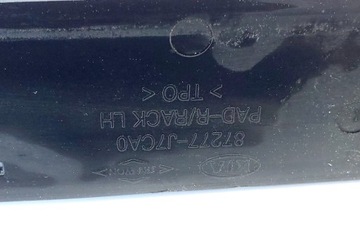 87277-J7CA0
PAD-R/RACK LH
> TPO <